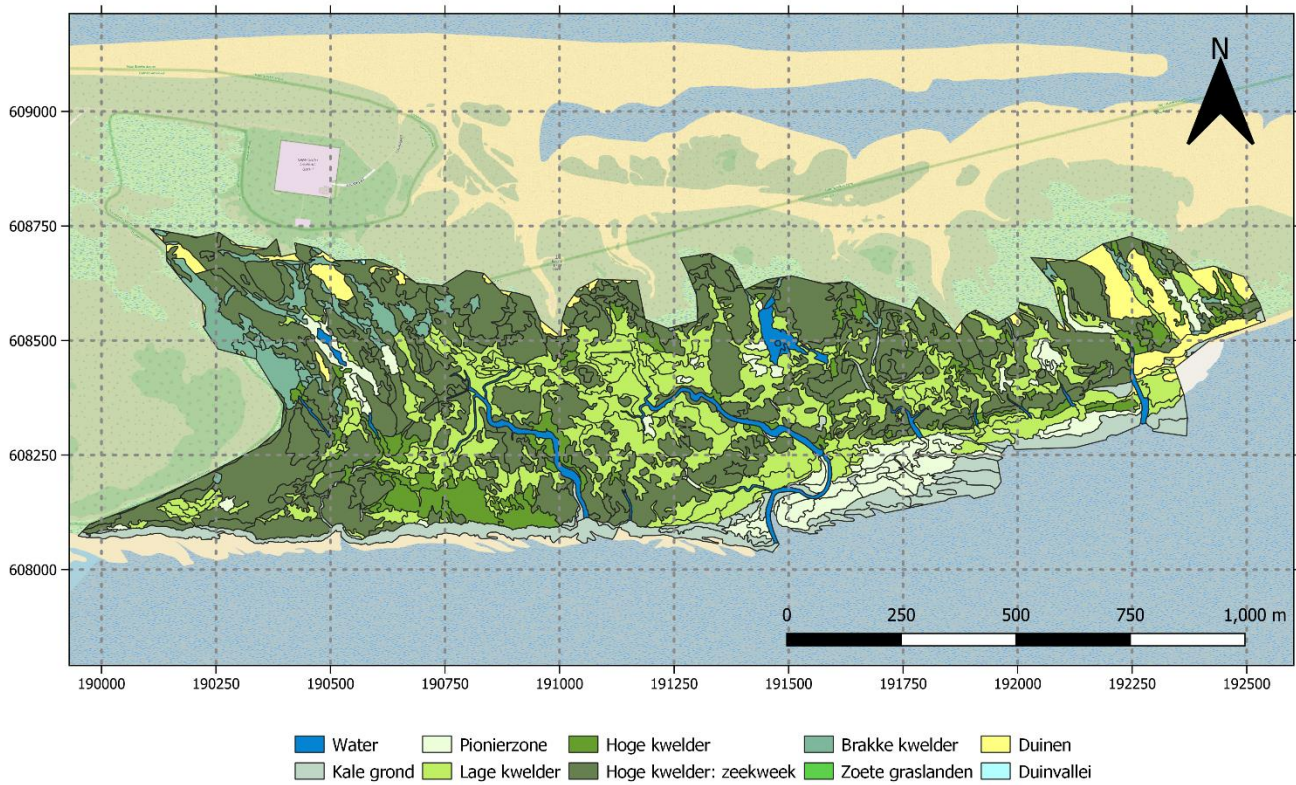 N
609000
608750
608500
608250
608000
0 250 500 750 1,000 m
190000 190250 190500 190750 191000 191250 191500 191750 192000 192250 192500
Water Pionierzone Hoge kwelder Brakke kwelder Duinen
Kale grond Lage kwelder Hoge kwelder: zeekweek Zoete graslanden Duinvallei